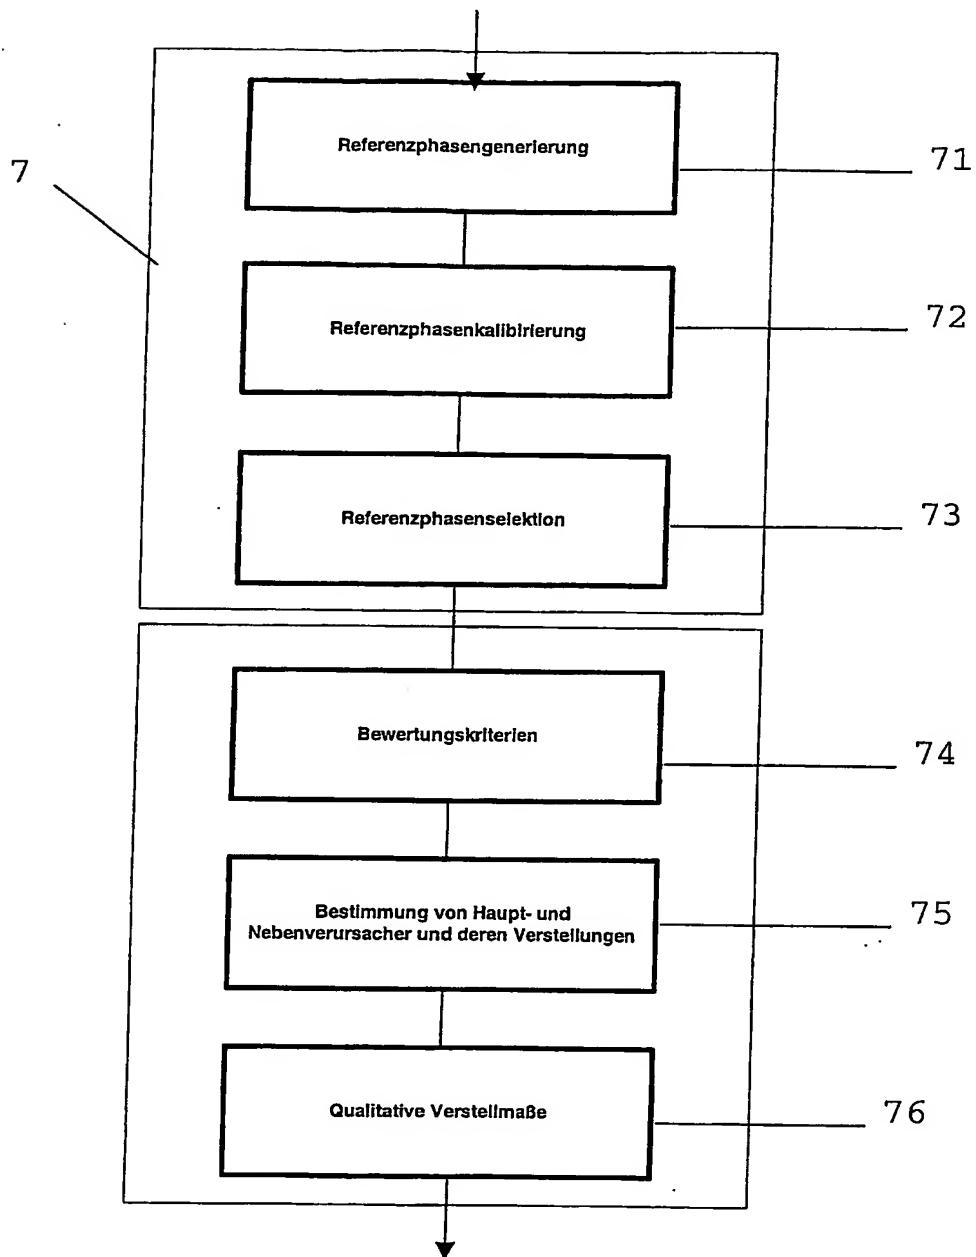 Referenzphasengenerierung
71
7
Referenzphasenkalibrierung
72
Referenzphasenselektion
73
Bewertungskriterien
74
Bestimmung von Haupt- und
Nebenverursacher und deren Verstellungen
75
Qualitative Verstellmaße
76